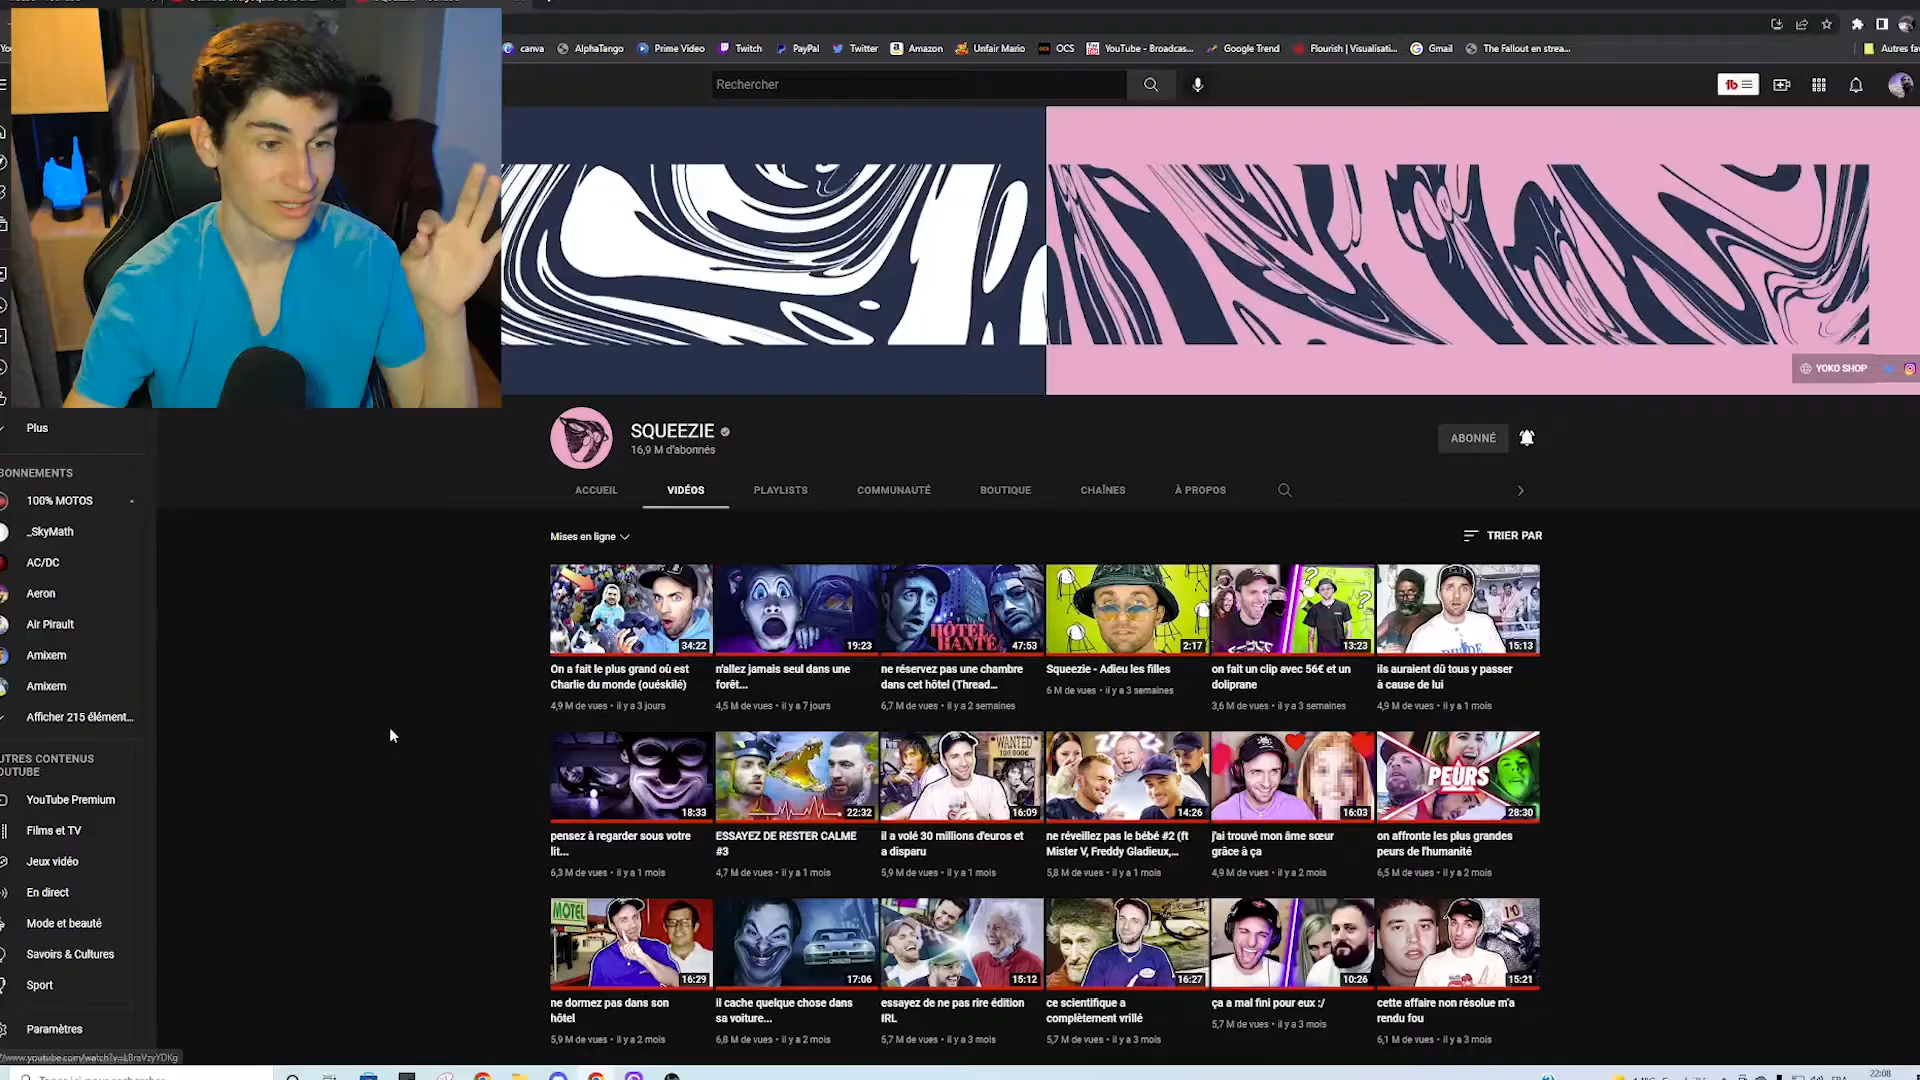 canva AlphaTango Prime Video Twitch PayPal Twitter Amazon Unfair Mario OCS YouTube - Broadcas... Google Trend Flourish | Visualisati... Gmail The Fallout en strea...
Autres fa
Rechercher
YOKO SHOP
SQUEEZIE
16,9 M d'abonnés
ABONNÉ
ACCUEIL VIDÉOS PLAYLISTS COMMUNAUTÉ BOUTIQUE CHAÎNES À PROPOS
Mises en ligne
TRIER PAR
Plus
BONNEMENTS
100% MOTOS
_SkyMath
AC/DC
Aeron
Air Pirault
Amixem
Amixem
Afficher 215 élément...
UTRES CONTENUS
OUTUBE
YouTube Premium
Films et TV
Jeux vidéo
En direct
Mode et beauté
Savoirs & Cultures
Sport
Paramètres
34:22
On a fait le plus grand où est
Charlie du monde (ouéskilé)
4,9 M de vues • il y a 3 jours
19:23
n'allez jamais seul dans une
forêt...
4,5 M de vues • il y a 7 jours
HÔTEL
HANTÉ
47:53
ne réservez pas une chambre
dans cet hôtel (Thread...
6,7 M de vues • il y a 2 semaines
2:17
Squeezie - Adieu les filles
6 M de vues • il y a 3 semaines
13:23
on fait un clip avec 56€ et un
doliprane
3,6 M de vues • il y a 3 semaines
15:13
ils auraient dû tous y passer
à cause de lui
4,9 M de vues • il y a 1 mois
18:33
pensez à regarder sous votre
lit...
6,3 M de vues • il y a 1 mois
22:32
ESSAYEZ DE RESTER CALME
#3
4,7 M de vues • il y a 1 mois
WANTED
100 000€
16:09
il a volé 30 millions d'euros et
a disparu
5,9 M de vues • il y a 1 mois
14:26
ne réveillez pas le bébé #2 (ft
Mister V, Freddy Gladieux,...
5,8 M de vues • il y a 1 mois
16:03
j'ai trouvé mon âme sœur
grâce à ça
4,9 M de vues • il y a 2 mois
PEURS
28:30
on affronte les plus grandes
peurs de l'humanité
6,5 M de vues • il y a 2 mois
MOTEL
16:29
ne dormez pas dans son
hôtel
5,9 M de vues • il y a 2 mois
17:06
il cache quelque chose dans
sa voiture...
6,8 M de vues • il y a 2 mois
15:12
essayez de ne pas rire édition
IRL
5,7 M de vues • il y a 3 mois
16:27
ce scientifique a
complètement vrillé
5,7 M de vues • il y a 3 mois
10:26
ça a mal fini pour eux :/
5,7 M de vues • il y a 3 mois
15:21
cette affaire non résolue m'a
rendu fou
6,1 M de vues • il y a 3 mois
22:08